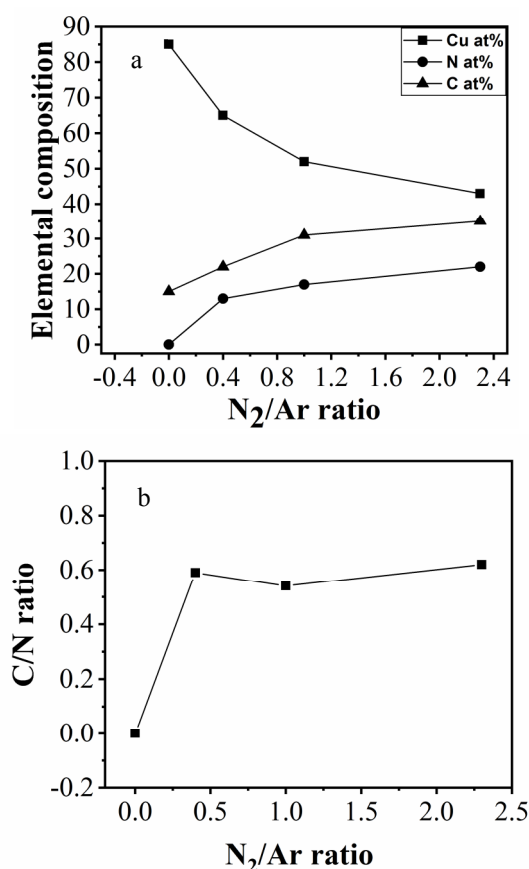 90
80
70
60
50
40
30
20
10
0
Elemental composition
a
Cu at%
N at%
C at%
-0.4 0.0 0.4 0.8 1.2 1.6 2.0 2.4
N2/Ar ratio
1.0
0.8
0.6
0.4
0.2
0.0
-0.2
C/N ratio
b
0.0 0.5 1.0 1.5 2.0 2.5
N2/Ar ratio